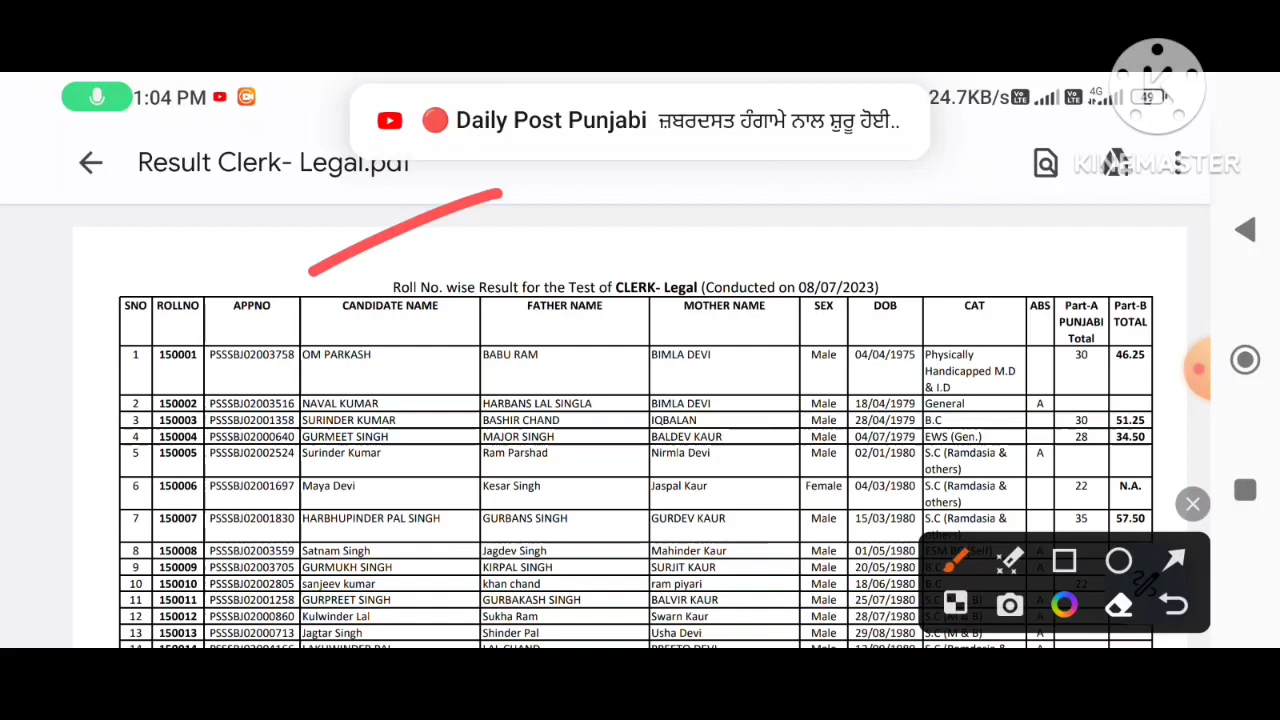 1:04 PM
24.7KB/s Vo LTE Vo LTE 4G 49
Daily Post Punjabi ਜ਼ਬਰਦਸਤ ਹੰਗਾਮੇ ਨਾਲ ਸ਼ੁਰੂ ਹੋਈ..
Result Clerk- Legal.pdf
KINEMASTER
Roll No. wise Result for the Test of CLERK- Legal (Conducted on 08/07/2023)
SNO ROLLNO APPNO CANDIDATE NAME FATHER NAME MOTHER NAME SEX DOB CAT ABS Part-A Part-B
PUNJABI TOTAL
Total
1 150001 PSSSBJ02003758 OM PARKASH BABU RAM BIMLA DEVI Male 04/04/1975 Physically 30 46.25
Handicapped M.D
& I.D
2 150002 PSSSBJ02003516 NAVAL KUMAR HARBANS LAL SINGLA BIMLA DEVI Male 18/04/1979 General A
3 150003 PSSSBJ02001358 SURINDER KUMAR BASHIR CHAND IQBALAN Male 28/04/1979 B.C 30 51.25
4 150004 PSSSBJ02000640 GURMEET SINGH MAJOR SINGH BALDEV KAUR Male 04/07/1979 EWS (Gen.) 28 34.50
5 150005 PSSSBJ02002524 Surinder Kumar Ram Parshad Nirmla Devi Male 02/01/1980 S.C (Ramdasia & A
others)
6 150006 PSSSBJ02001697 Maya Devi Kesar Singh Jaspal Kaur Female 04/03/1980 S.C (Ramdasia & 22 N.A.
others)
7 150007 PSSSBJ02001830 HARBHUPINDER PAL SINGH GURBANS SINGH GURDEV KAUR Male 15/03/1980 S.C (Ramdasia & 35 57.50
others)
8 150008 PSSSBJ02003559 Satnam Singh Jagdev Singh Mahinder Kaur Male 01/05/1980 A
9 150009 PSSSBJ02003705 GURMUKH SINGH KIRPAL SINGH SURJIT KAUR Male 20/05/1980 A
10 150010 PSSSBJ02002805 sanjeev kumar khan chand ram piyari Male 18/06/1980 B.C 22
11 150011 PSSSBJ02001258 GURPREET SINGH GURBAKASH SINGH BALVIR KAUR Male 25/07/1980 A
12 150012 PSSSBJ02000860 Kulwinder Lal Sukha Ram Swarn Kaur Male 28/07/1980 S.C (M & B) A
13 150013 PSSSBJ02000713 Jagtar Singh Shinder Pal Usha Devi Male 29/08/1980 S.C (M & B) A